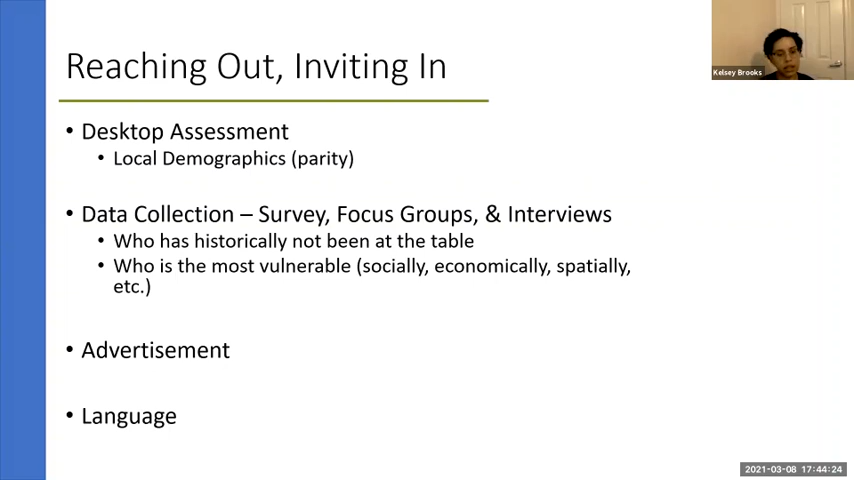 Reaching Out, Inviting In
Kelsey Brooks
• Desktop Assessment
• Local Demographics (parity)
• Data Collection – Survey, Focus Groups, & Interviews
• Who has historically not been at the table
• Who is the most vulnerable (socially, economically, spatially,
etc.)
• Advertisement
• Language
2021-03-08 17:44:24